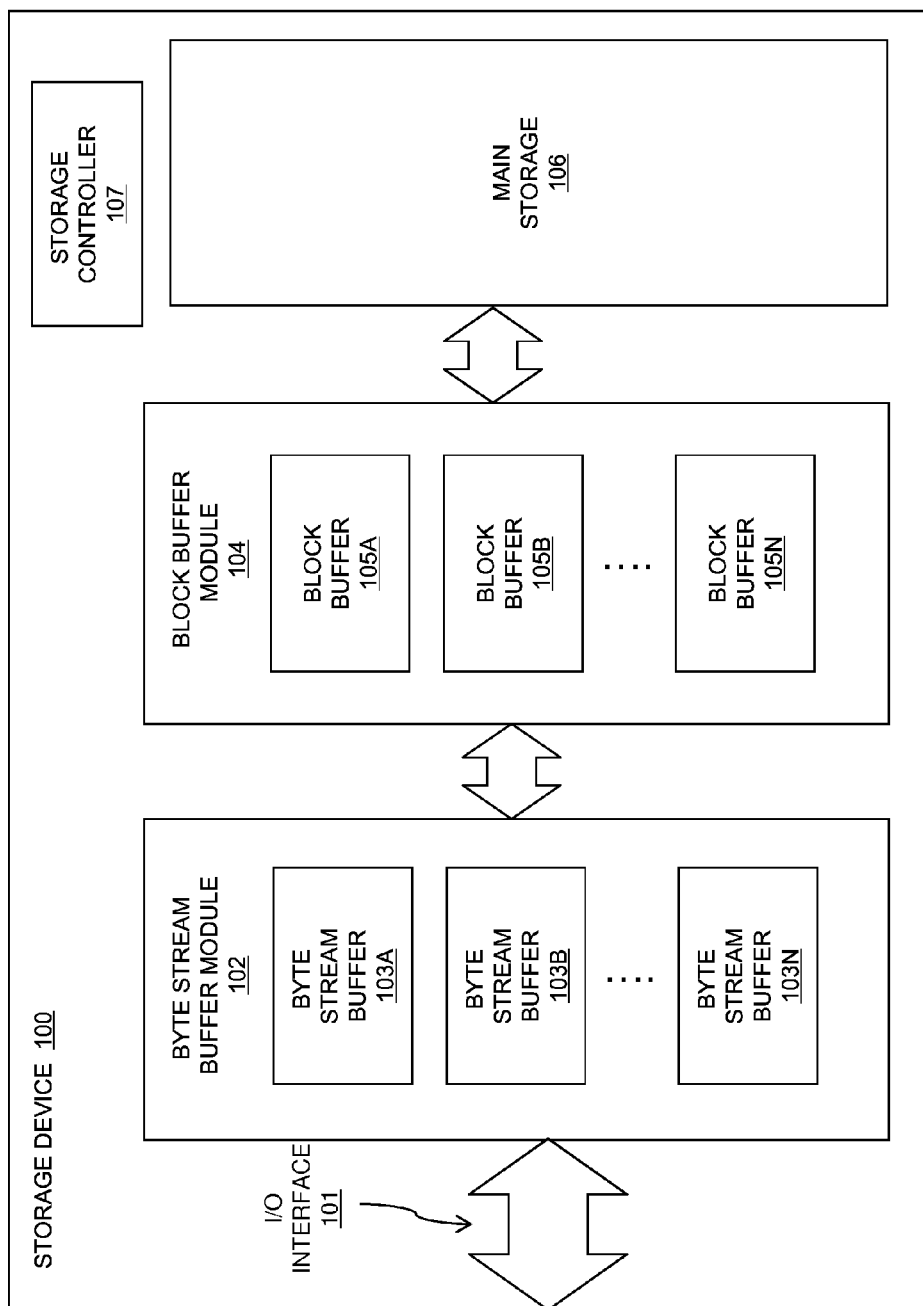 STORAGE DEVICE 100
I/O
INTERFACE
101
BYTE STREAM
BUFFER MODULE
102
BYTE
STREAM
BUFFER
103A
BYTE
STREAM
BUFFER
103B
....
BYTE
STREAM
BUFFER
103N
BLOCK BUFFER
MODULE
104
BLOCK
BUFFER
105A
BLOCK
BUFFER
105B
....
BLOCK
BUFFER
105N
STORAGE
CONTROLLER
107
MAIN
STORAGE
106